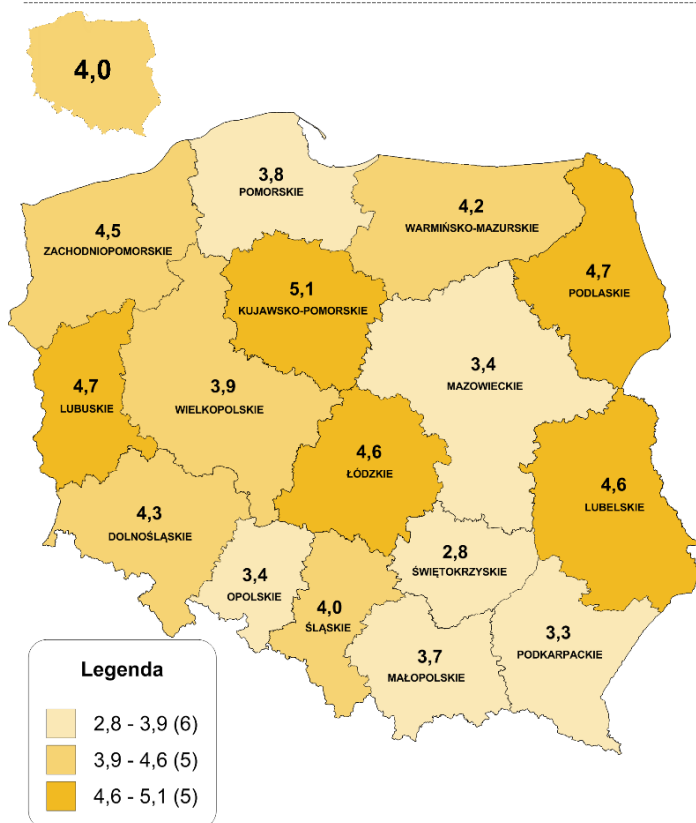 4,0
3,8
POMORSKIE
4,2
WARMIŃSKO-MAZURSKIE
4,5
ZACHODNIOPOMORSKIE
4,7
PODLASKIE
5,1
KUJAWSKO-POMORSKIE
3,4
MAZOWIECKIE
4,7
LUBUSKIE
3,9
WIELKOPOLSKIE
4,6
ŁÓDZKIE
4,6
LUBELSKIE
4,3
DOLNOŚLĄSKIE
2,8
ŚWIĘTOKRZYSKIE
3,4
OPOLSKIE
4,0
ŚLĄSKIE
3,3
PODKARPACKIE
3,7
MAŁOPOLSKIE
Legenda
2,8 - 3,9 (6)
3,9 - 4,6 (5)
4,6 - 5,1 (5)